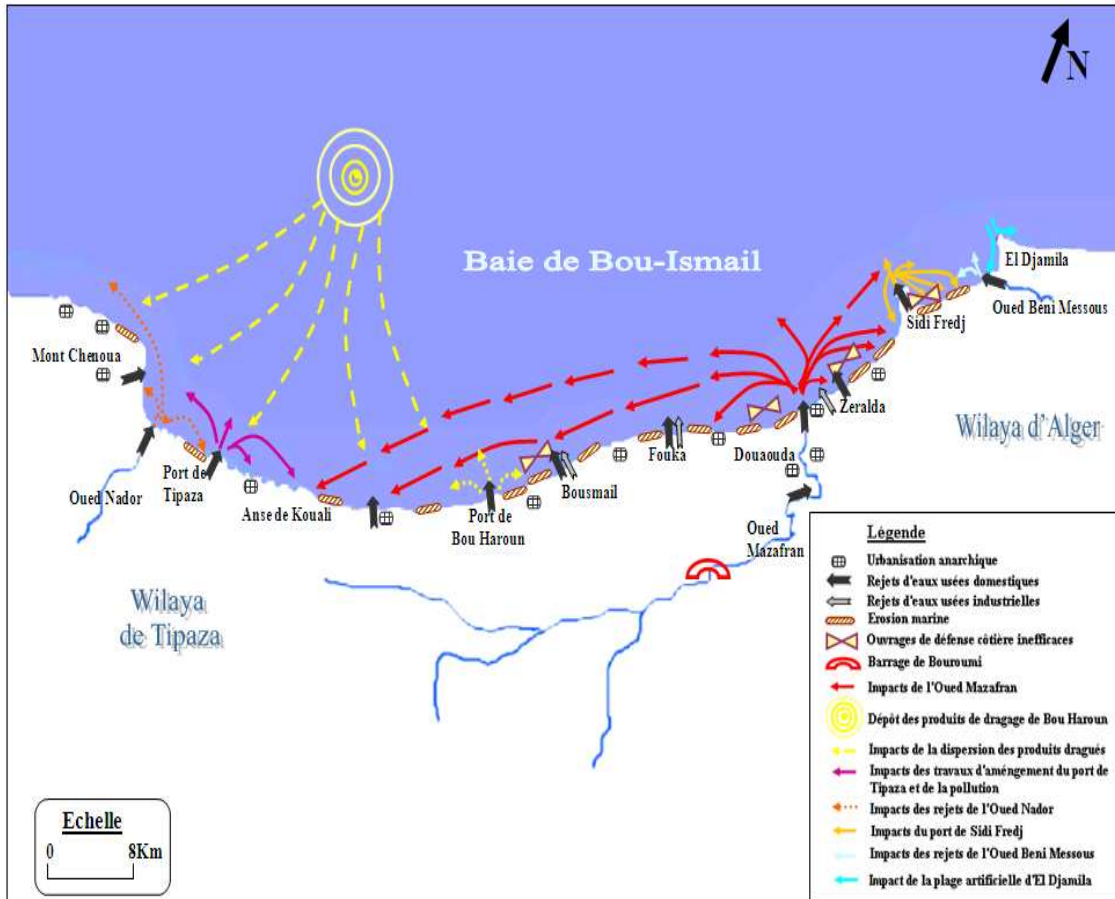 N
Baie de Bou-Ismail
El Djamila
Oued Beni Messous
Sidi Fredj
Mont Chenoua
Zeralda
Wilaya d'Alger
Fouka
Douaouda
Port de
Tipaza
Oued Nador
Anse de Kouali
Bousmail
Port de
Bou Haroun
Oued
Mazafran
Wilaya
de Tipaza
Légende
Urbanisation anarchique
Rejets d'eaux usées domestiques
Rejets d'eaux usées industrielles
Erosion marine
Ouvrages de défense côtière inefficaces
Barrage de Bouroumi
Impacts de l'Oued Mazafran
Dépôt des produits de dragage de Bou Haroun
Impacts de la dispersion des produits dragués
Impacts des travaux d'améngement du port de
Tipaza et de la pollution
Impacts des rejets de l'Oued Nador
Impacts du port de Sidi Fredj
Impacts des rejets de l'Oued Beni Messous
Impact de la plage artificielle d'El Djamila
Echelle
0 8Km